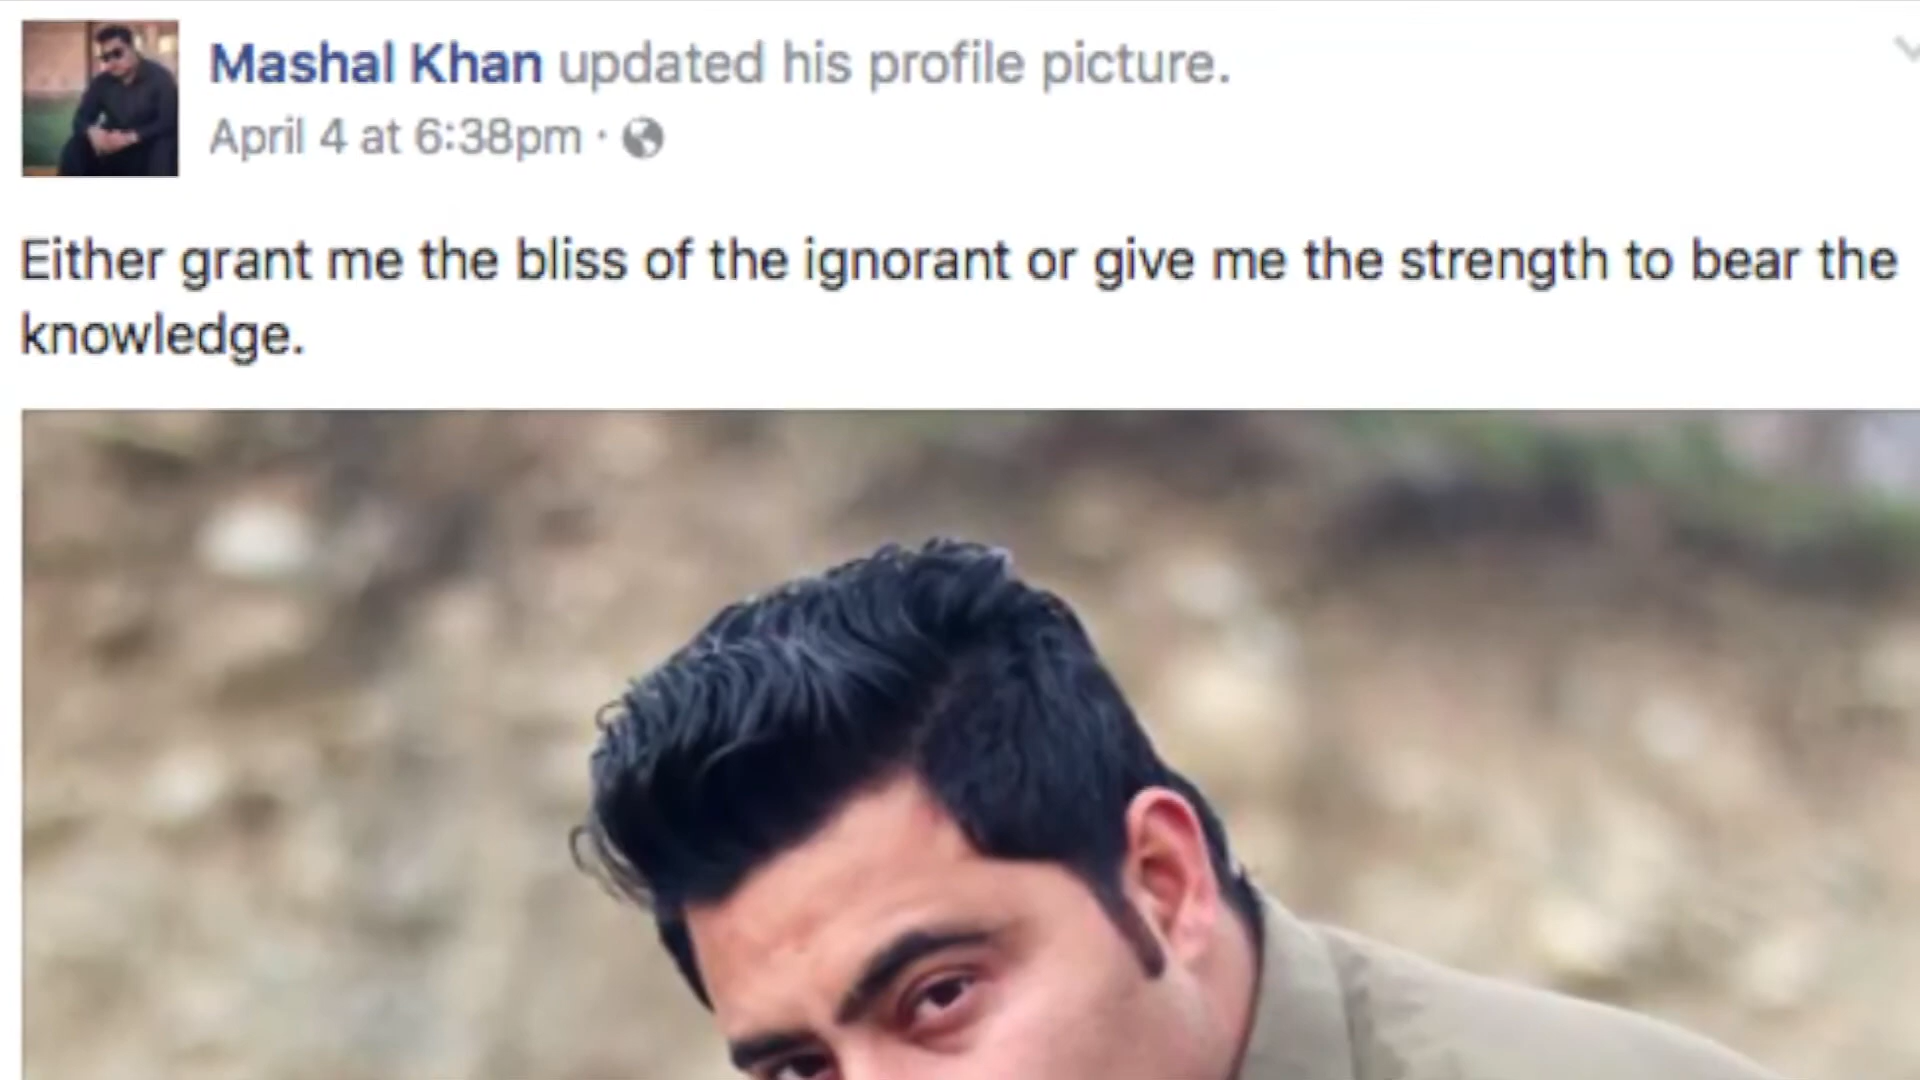 Mashal Khan updated his profile picture.
April 4 at 6:38pm ·
Either grant me the bliss of the ignorant or give me the strength to bear the
knowledge.